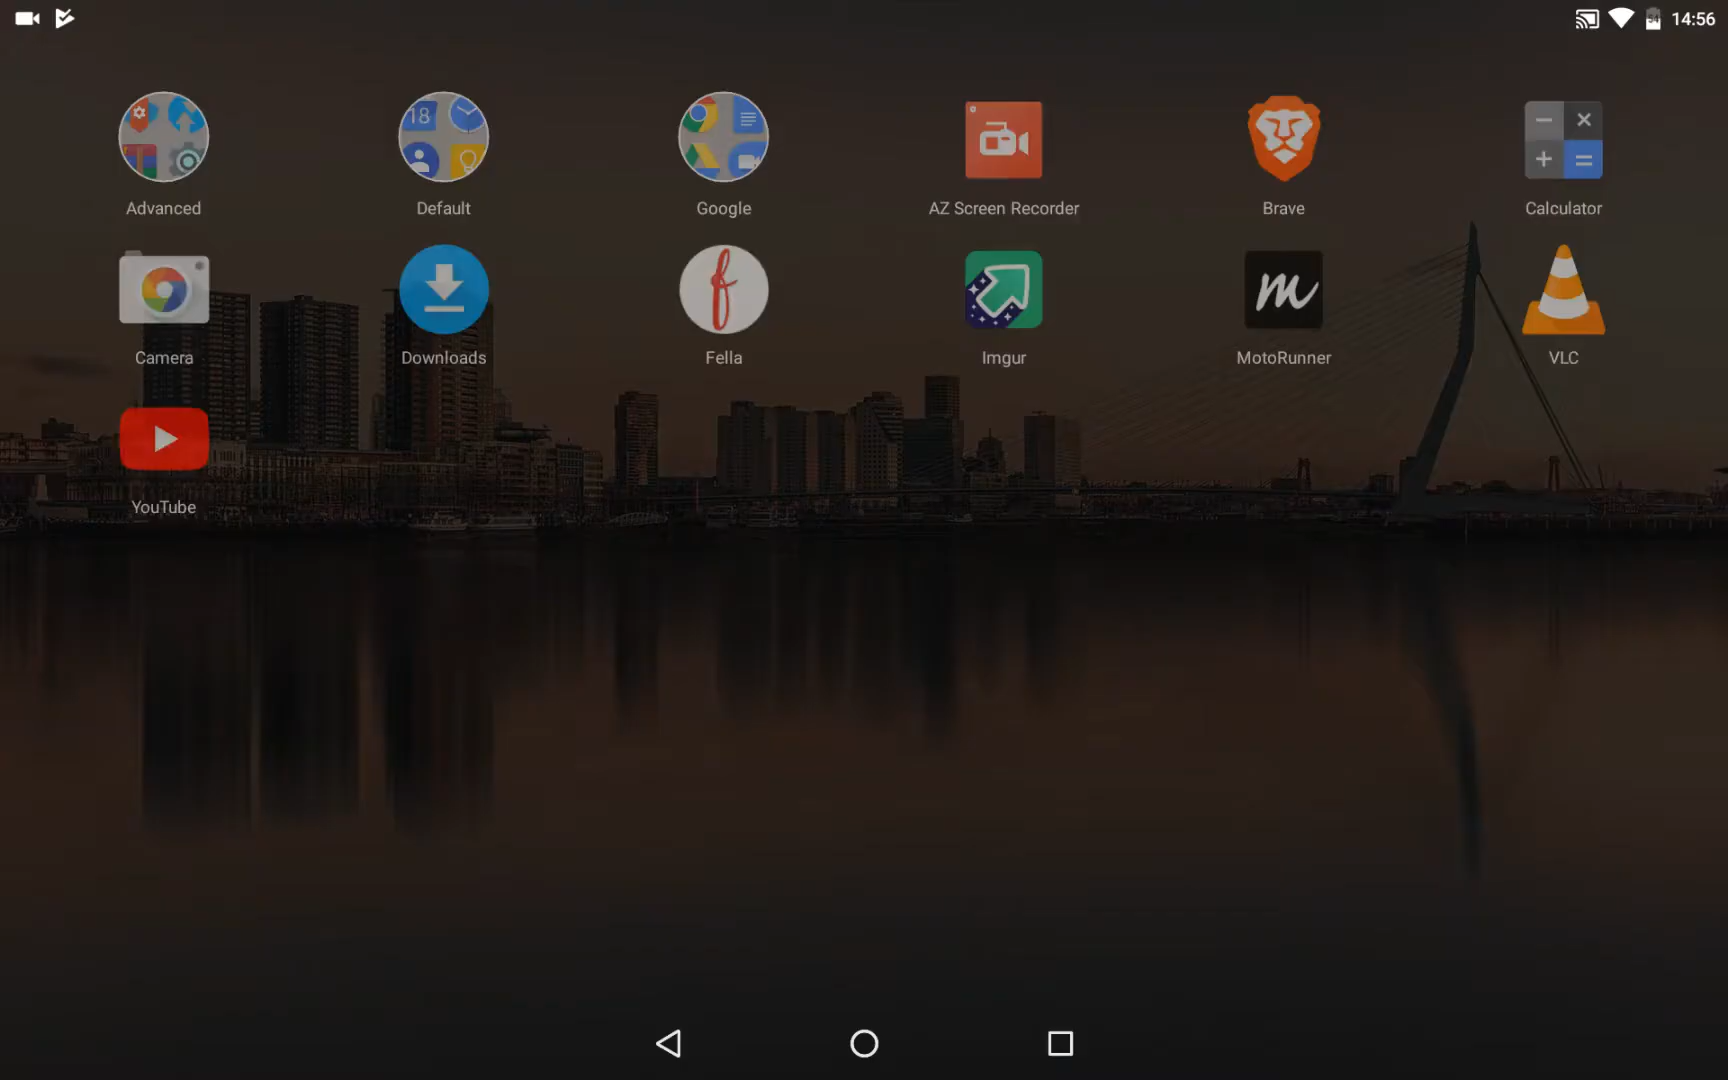 14:56
18
Advanced
Default
Google
AZ Screen Recorder
Brave
Calculator
f
m
Camera
Downloads
Fella
Imgur
MotoRunner
VLC
YouTube